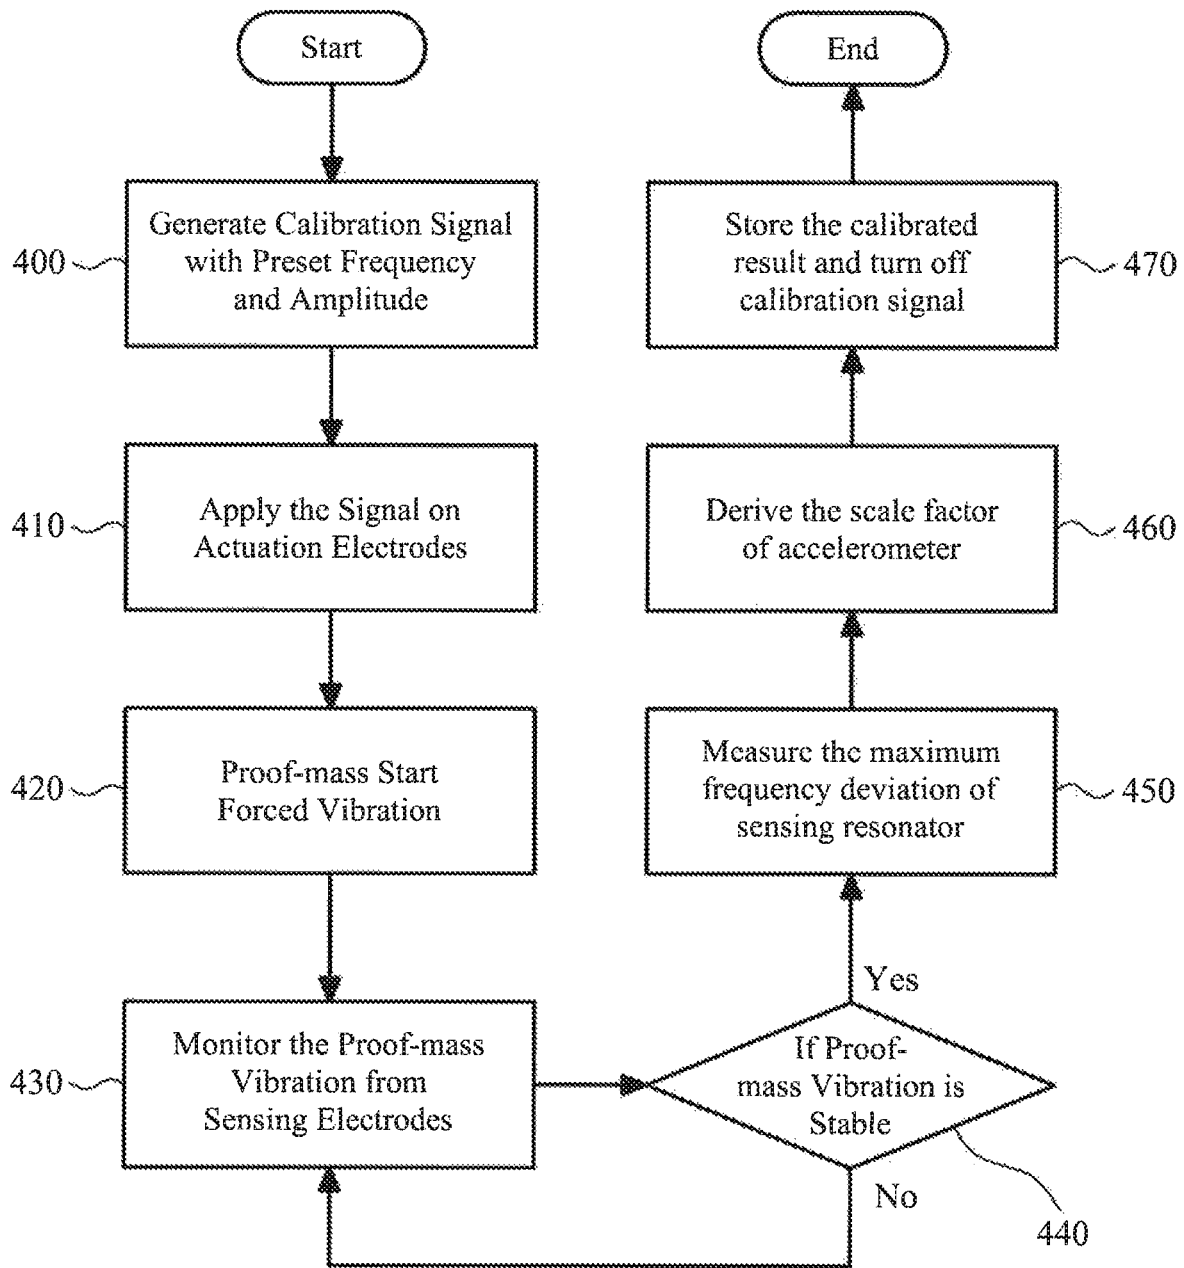 Start
400
Generate Calibration Signal
with Preset Frequency
and Amplitude
410
Apply the Signal on
Actuation Electrodes
420
Proof-mass Start
Forced Vibration
430
Monitor the Proof-mass
Vibration from
Sensing Electrodes
If Proof-
mass Vibration is
Stable
440
Yes
No
Measure the maximum
frequency deviation of
sensing resonator
450
Derive the scale factor
of accelerometer
460
Store the calibrated
result and turn off
calibration signal
470
End